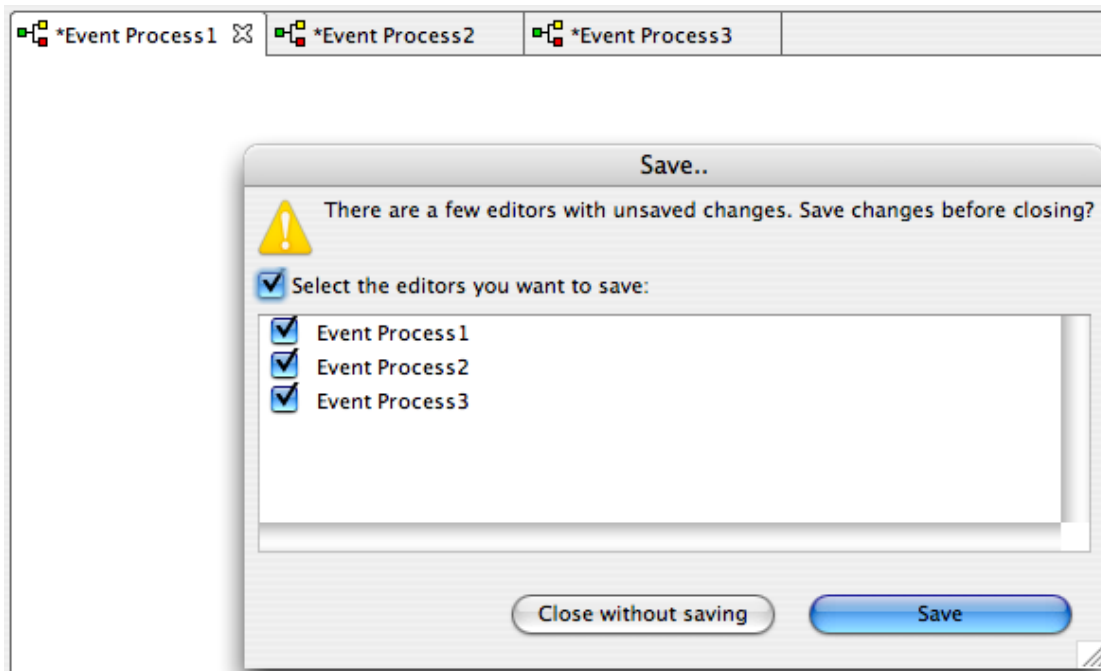 *Event Process1 *Event Process2 *Event Process3
Save..
There are a few editors with unsaved changes. Save changes before closing?
Select the editors you want to save:
Event Process1
Event Process2
Event Process3
Close without saving Save